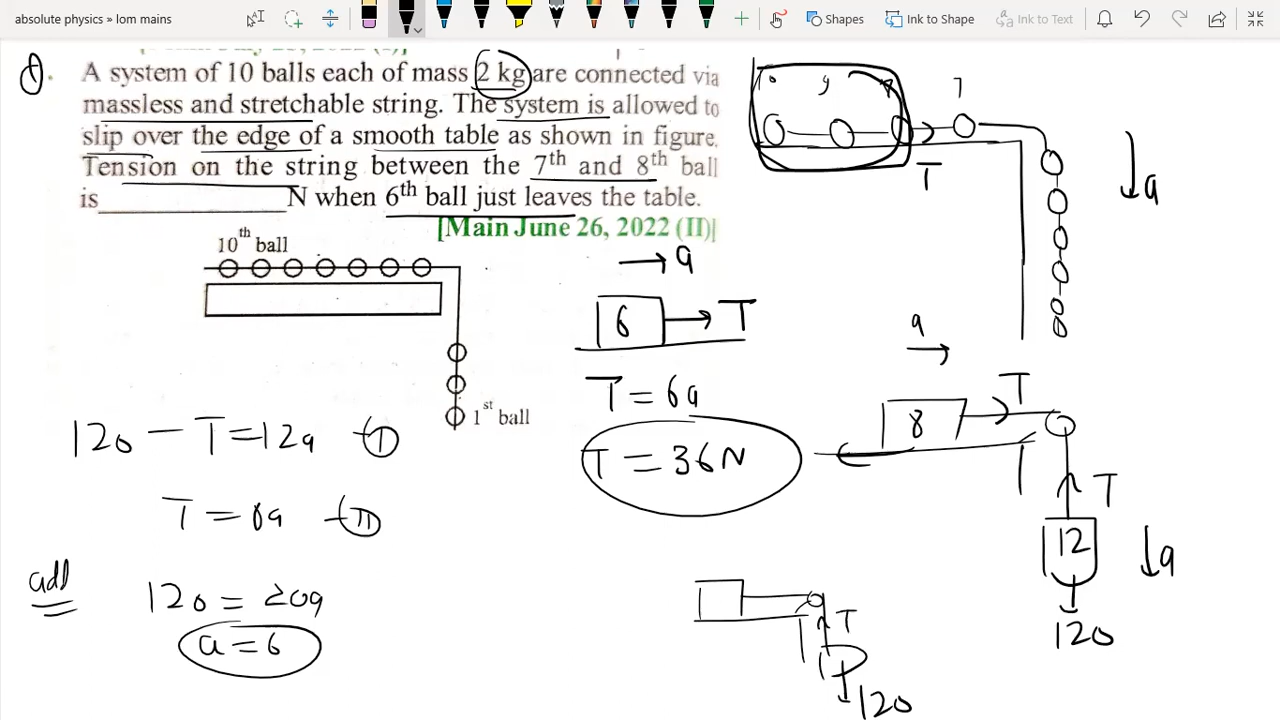 absolute physics » lom mains
Shapes
Ink to Shape
Ink to Text
A system of 10 balls each of mass 2 kg are connected via
massless and stretchable string. The system is allowed to
slip over the edge of a smooth table as shown in figure.
Tension on the string between the 7th and 8th ball
is ____________ N when 6th ball just leaves the table.
[Main June 26, 2022 (II)]
10th ball
1st ball
9
7
T
a
a
6
T
T = 6a
T = 36 N
a
8
T
T
12
a
120
120 - T = 12a - I
T = 8a - II
add
120 = 20a
a = 6
T
120